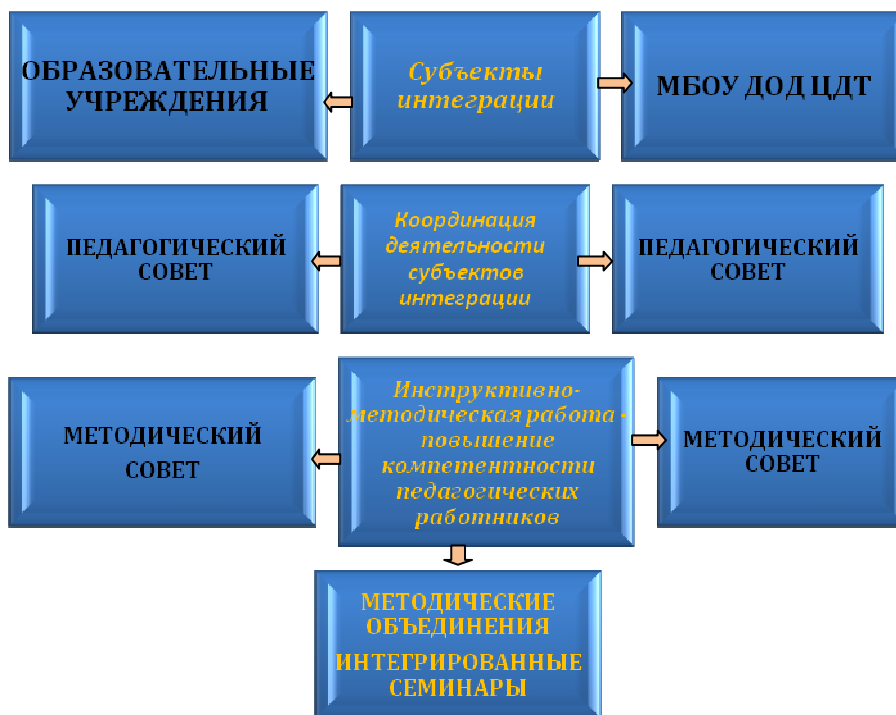 ОБРАЗОВАТЕЛЬНЫЕ
УЧРЕЖДЕНИЯ
Субъекты
интеграции
МБОУ ДОД ЦДТ
ПЕДАГОГИЧЕСКИЙ
СОВЕТ
Координация
деятельности
субъектов
интеграции
ПЕДАГОГИЧЕСКИЙ
СОВЕТ
МЕТОДИЧЕСКИЙ
СОВЕТ
Инструктивно-
методическая работа -
повышение
компетентности
педагогических
работников
МЕТОДИЧЕСКИЙ
СОВЕТ
МЕТОДИЧЕСКИЕ
ОБЪЕДИНЕНИЯ
ИНТЕГРИРОВАННЫЕ
СЕМИНАРЫ